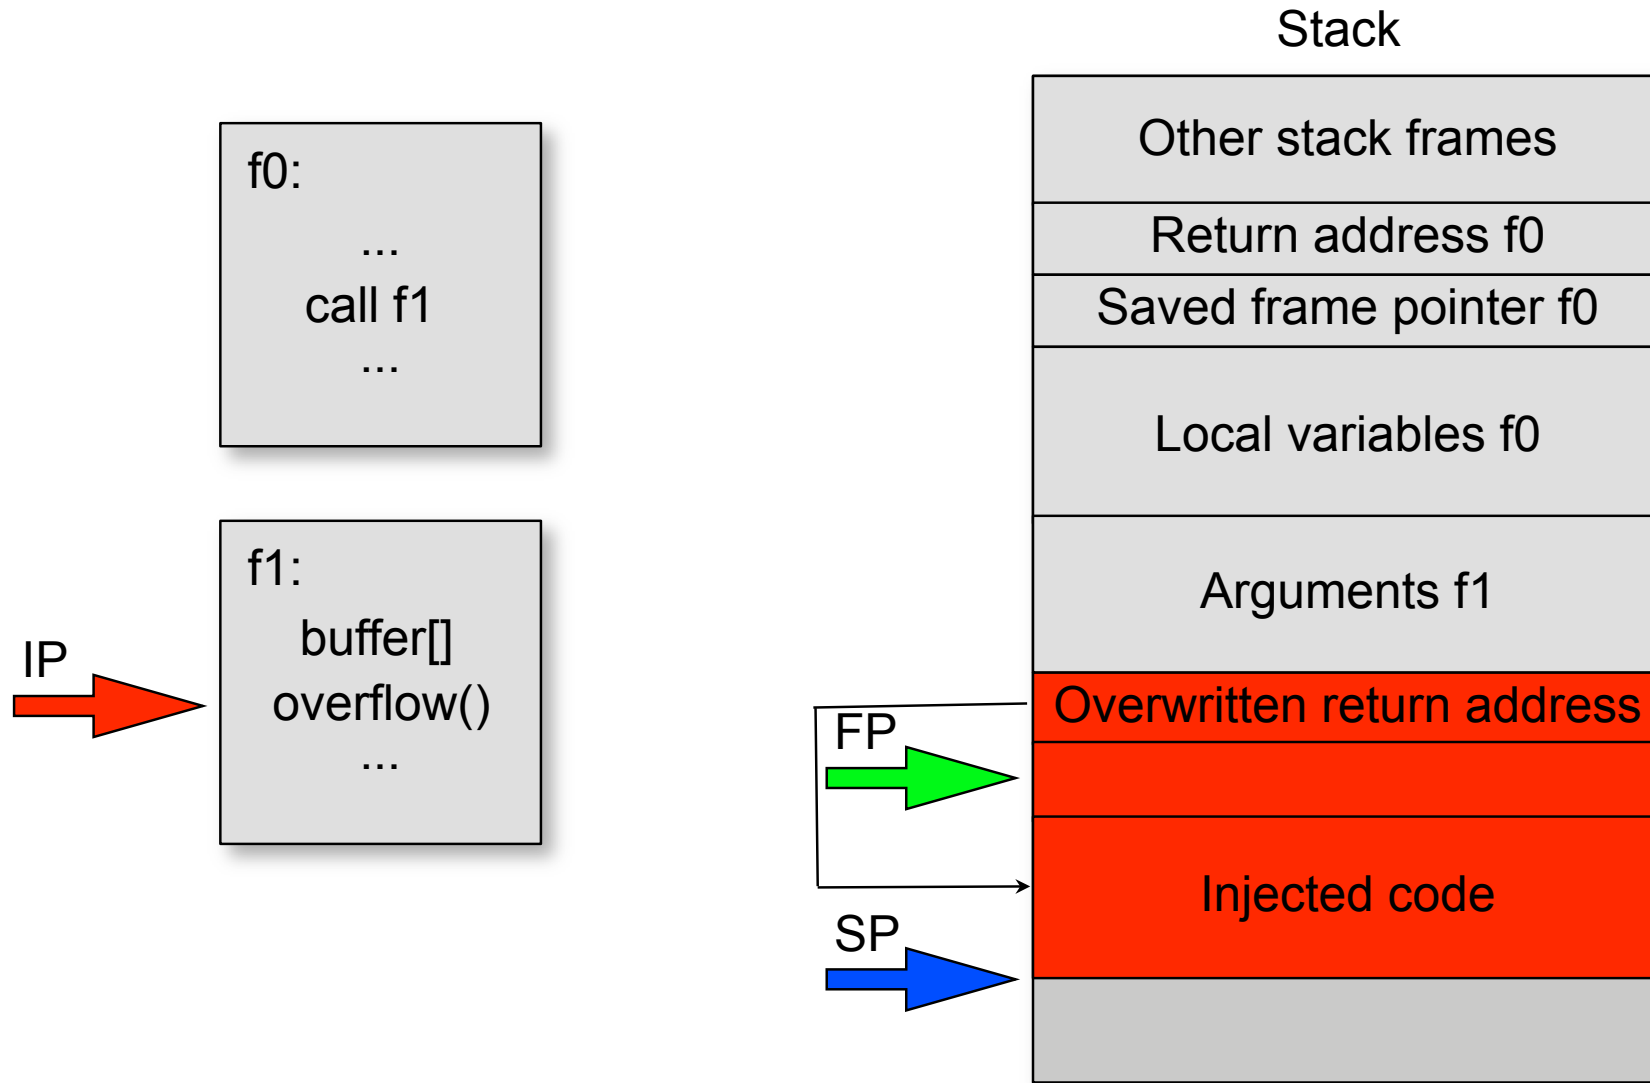 Stack
f0:
...
call f1
...
f1:
buffer[]
overflow()
...
IP
Other stack frames
Return address f0
Saved frame pointer f0
Local variables f0
Arguments f1
Overwritten return address
FP
Injected code
SP